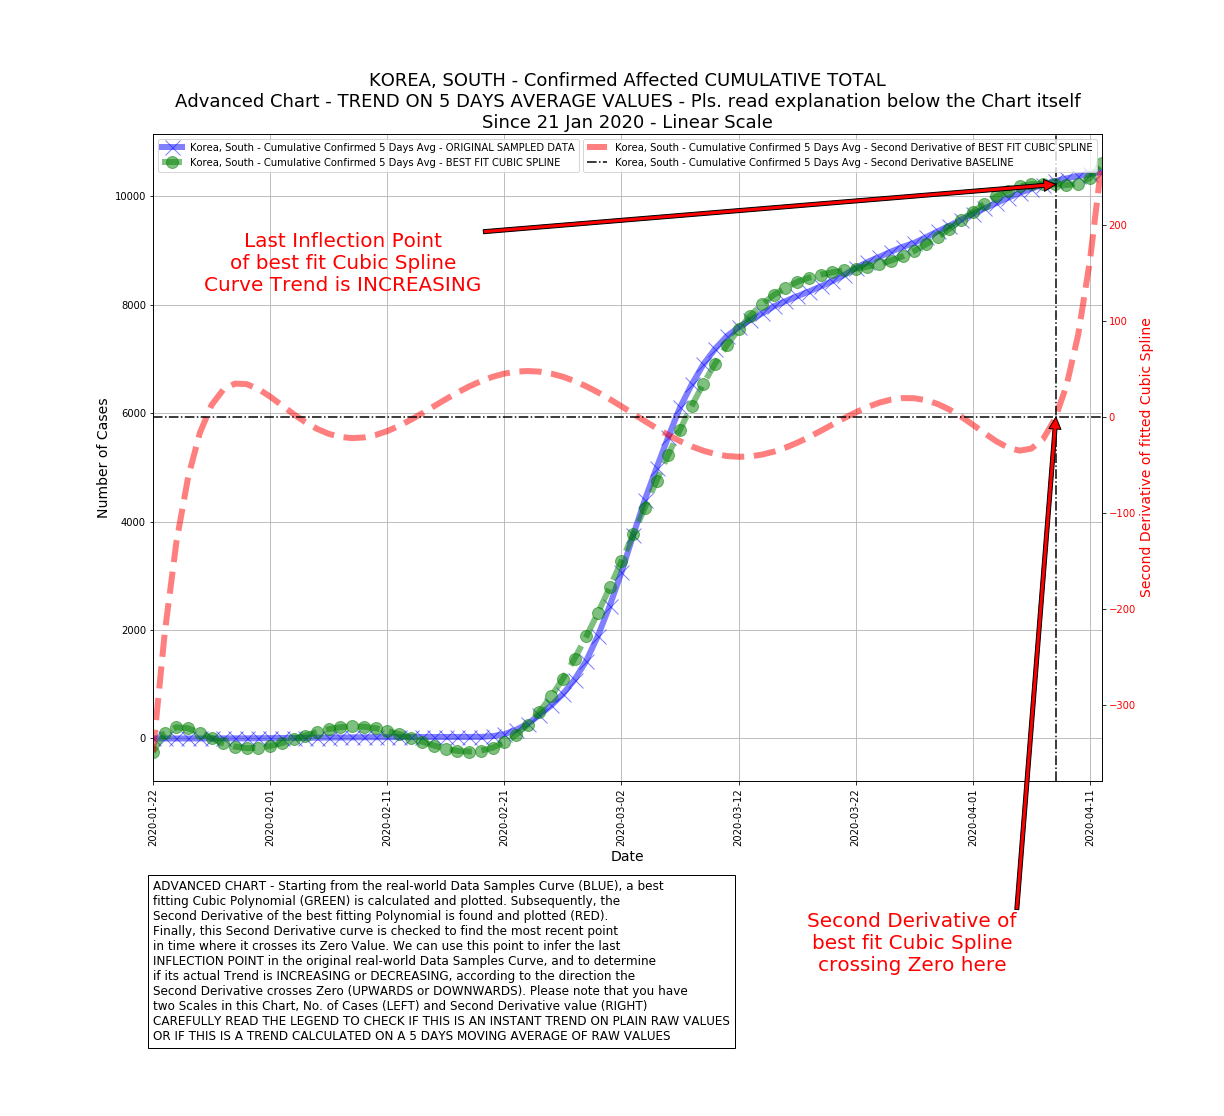 KOREA, SOUTH - Confirmed Affected CUMULATIVE TOTAL
Advanced Chart - TREND ON 5 DAYS AVERAGE VALUES - Pls. read explanation below the Chart itself
Since 21 Jan 2020 - Linear Scale
Korea, South - Cumulative Confirmed 5 Days Avg - ORIGINAL SAMPLED DATA
Korea, South - Cumulative Confirmed 5 Days Avg - BEST FIT CUBIC SPLINE
Korea, South - Cumulative Confirmed 5 Days Avg - Second Derivative of BEST FIT CUBIC SPLINE
Korea, South - Cumulative Confirmed 5 Days Avg - Second Derivative BASELINE
Last Inflection Point
of best fit Cubic Spline
Curve Trend is INCREASING
Number of Cases
10000
8000
6000
4000
2000
0
200
100
0
−100
−200
−300
Second Derivative of fitted Cubic Spline
2020-01-22
2020-02-01
2020-02-11
2020-02-21
2020-03-02
2020-03-12
2020-03-22
2020-04-01
2020-04-11
Date
ADVANCED CHART - Starting from the real-world Data Samples Curve (BLUE), a best
fitting Cubic Polynomial (GREEN) is calculated and plotted. Subsequently, the
Second Derivative of the best fitting Polynomial is found and plotted (RED).
Finally, this Second Derivative curve is checked to find the most recent point
in time where it crosses its Zero Value. We can use this point to infer the last
INFLECTION POINT in the original real-world Data Samples Curve, and to determine
if its actual Trend is INCREASING or DECREASING, according to the direction the
Second Derivative crosses Zero (UPWARDS or DOWNWARDS). Please note that you have
two Scales in this Chart, No. of Cases (LEFT) and Second Derivative value (RIGHT)
CAREFULLY READ THE LEGEND TO CHECK IF THIS IS AN INSTANT TREND ON PLAIN RAW VALUES
OR IF THIS IS A TREND CALCULATED ON A 5 DAYS MOVING AVERAGE OF RAW VALUES
Second Derivative of
best fit Cubic Spline
crossing Zero here